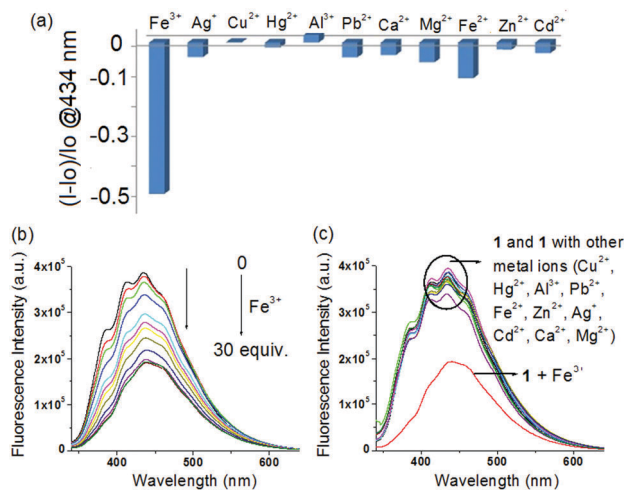 (a)
Fe³⁺ Ag⁺ Cu²⁺ Hg²⁺ Al³⁺ Pb²⁺ Ca²⁺ Mg²⁺ Fe²⁺ Zn²⁺ Cd²⁺
(I-Io)/Io @434 nm
0
-0.1
-0.3
-0.5
(b)
Fluorescence Intensity (a.u.)
4x10⁵
3x10⁵
2x10⁵
1x10⁵
0
0
Fe³⁺
30 equiv.
400 500 600
Wavelength (nm)
(c)
Fluorescence Intensity (a.u.)
4x10⁵
3x10⁵
2x10⁵
1x10⁵
0
1 and 1 with other
metal ions (Cu²⁺,
Hg²⁺, Al³⁺, Pb²⁺,
Fe²⁺, Zn²⁺, Ag⁺,
Cd²⁺, Ca²⁺, Mg²⁺)
1 + Fe³⁺
400 500 600
Wavelength (nm)